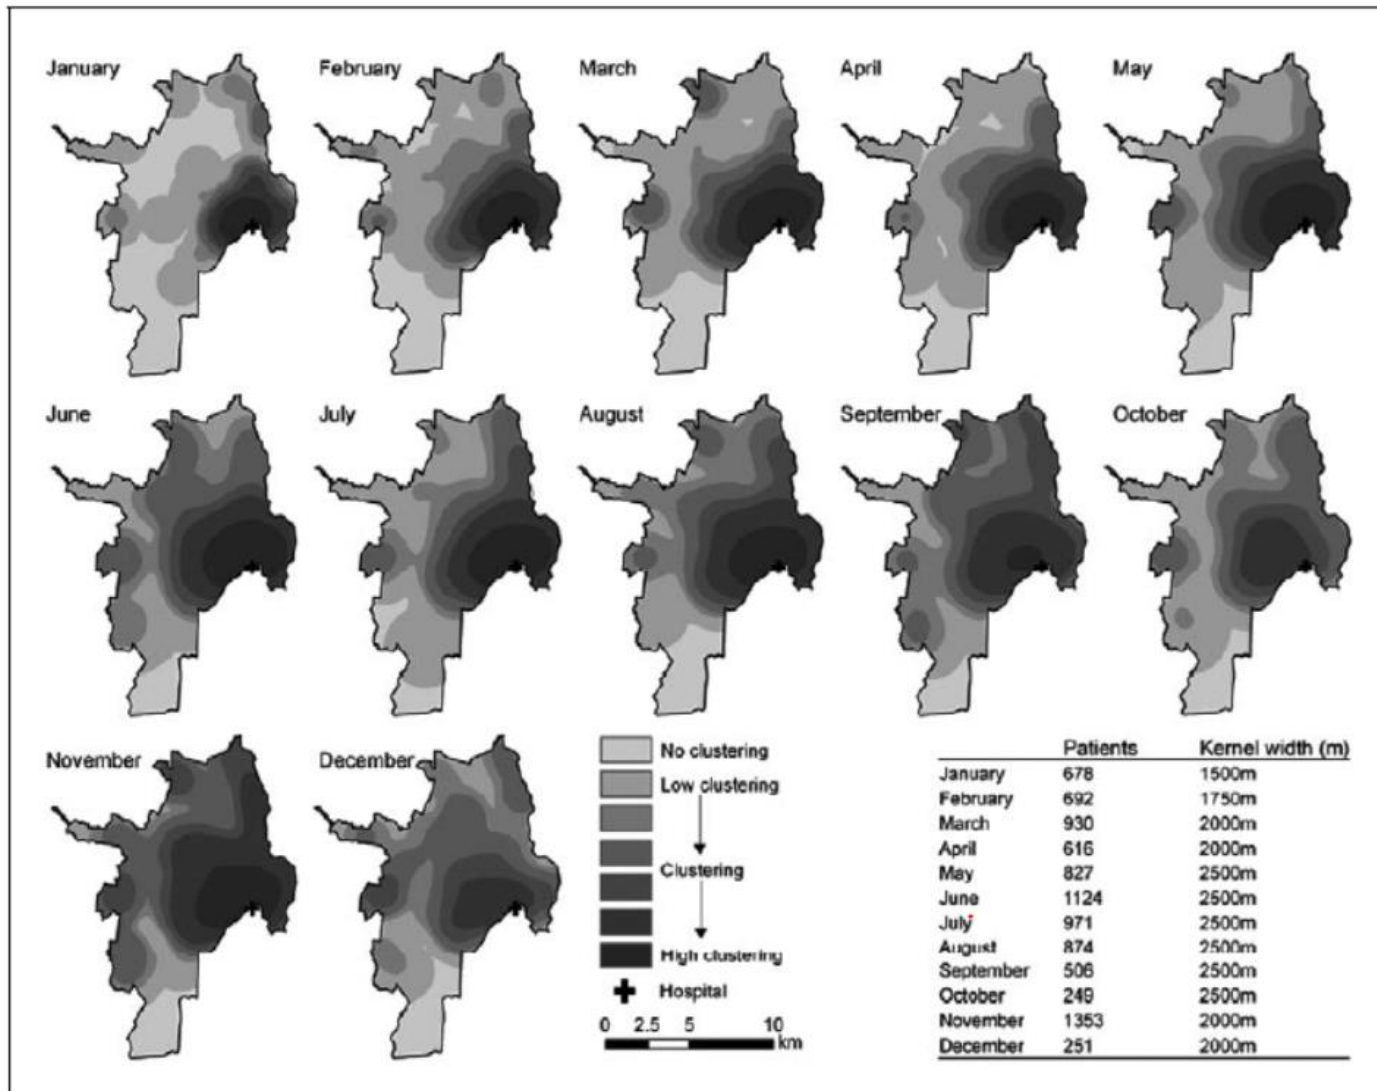 January
February
March
April
May
June
July
August
September
October
November
December
No clustering
Low clustering
Clustering
High clustering
Hospital
0 2.5 5 10
km
Patients Kernel width (m)
January 678 1500m
February 692 1750m
March 930 2000m
April 616 2000m
May 827 2500m
June 1124 2500m
July 971 2500m
August 874 2500m
September 506 2500m
October 249 2500m
November 1353 2000m
December 251 2000m